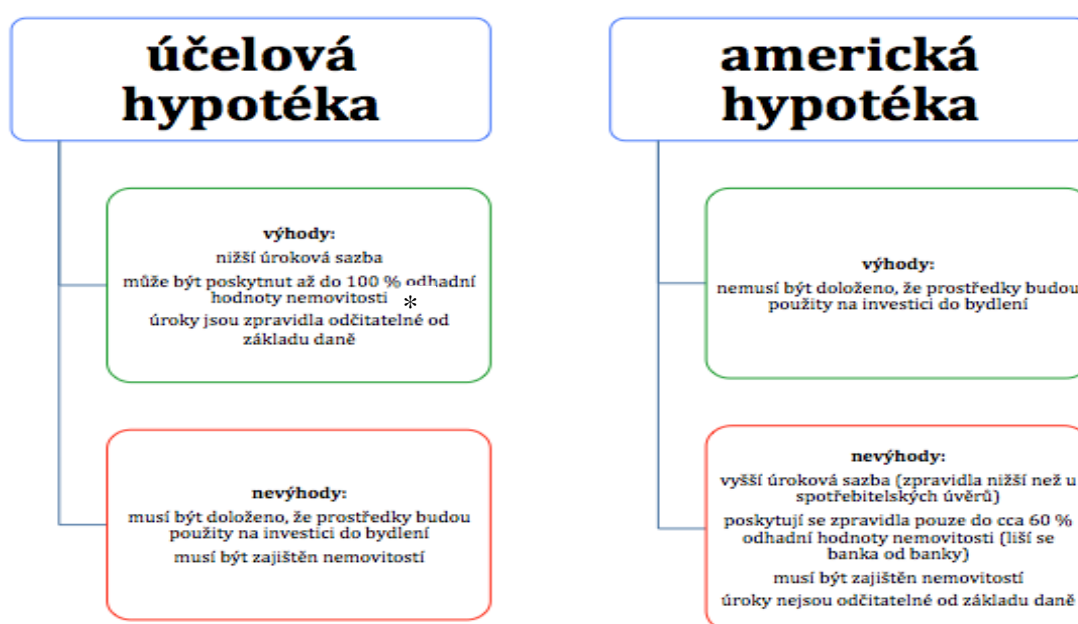 účelová
hypotéka
výhody:
nižší úroková sazba
může být poskytnut až do 100 % odhadní
hodnoty nemovitosti *
úroky jsou zpravidla odčitatelné od
základu daně
nevýhody:
musí být doloženo, že prostředky budou
použity na investici do bydlení
musí být zajištěn nemovitostí
americká
hypotéka
výhody:
nemusí být doloženo, že prostředky budou
použity na investici do bydlení
nevýhody:
vyšší úroková sazba (zpravidla nižší než u
spotřebitelských úvěrů)
poskytují se zpravidla pouze do cca 60 %
odhadní hodnoty nemovitosti (liší se
banka od banky)
musí být zajištěn nemovitostí
úroky nejsou odčitatelné od základu daně